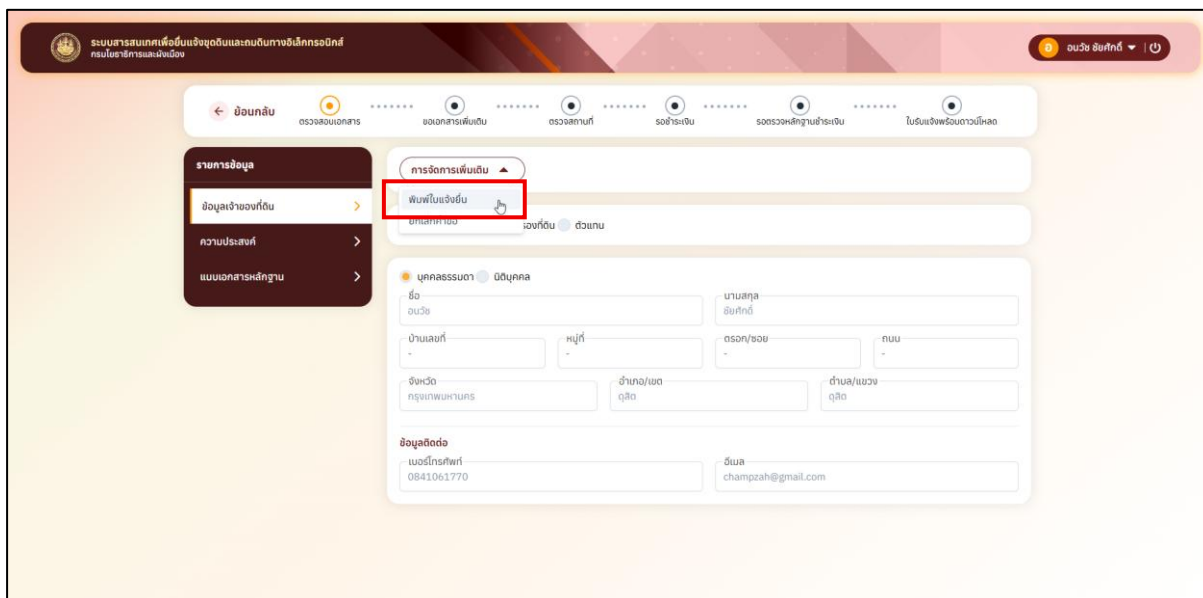 ระบบสารสนเทศเพื่อยื่นแจ้งขุดดินและถมดินทางอิเล็กทรอนิกส์
กรมโยธาธิการและผังเมือง
อ อนวัช ชัยศักดิ์
ย้อนกลับ
ตรวจสอบเอกสาร ขอเอกสารเพิ่มเติม ตรวจสถานที่ รอชำระเงิน รอตรวจหลักฐานชำระเงิน ใบรับแจ้งพร้อมดาวน์โหลด
รายการข้อมูล
ข้อมูลเจ้าของที่ดิน
ความประสงค์
แนบเอกสารหลักฐาน
การจัดการเพิ่มเติม
พิมพ์ใบแจ้งยื่น
ยกเลิกคำขอ รองที่ดิน ตัวแทน
บุคคลธรรมดา นิติบุคคล
ชื่อ นามสกุล
อนวัช ชัยศักดิ์
บ้านเลขที่ หมู่ที่ ตรอก/ซอย ถนน
- - - -
จังหวัด อำเภอ/เขต ตำบล/แขวง
กรุงเทพมหานคร ดุสิต ดุสิต
ข้อมูลติดต่อ
เบอร์โทรศัพท์ อีเมล
0841061770 champzah@gmail.com